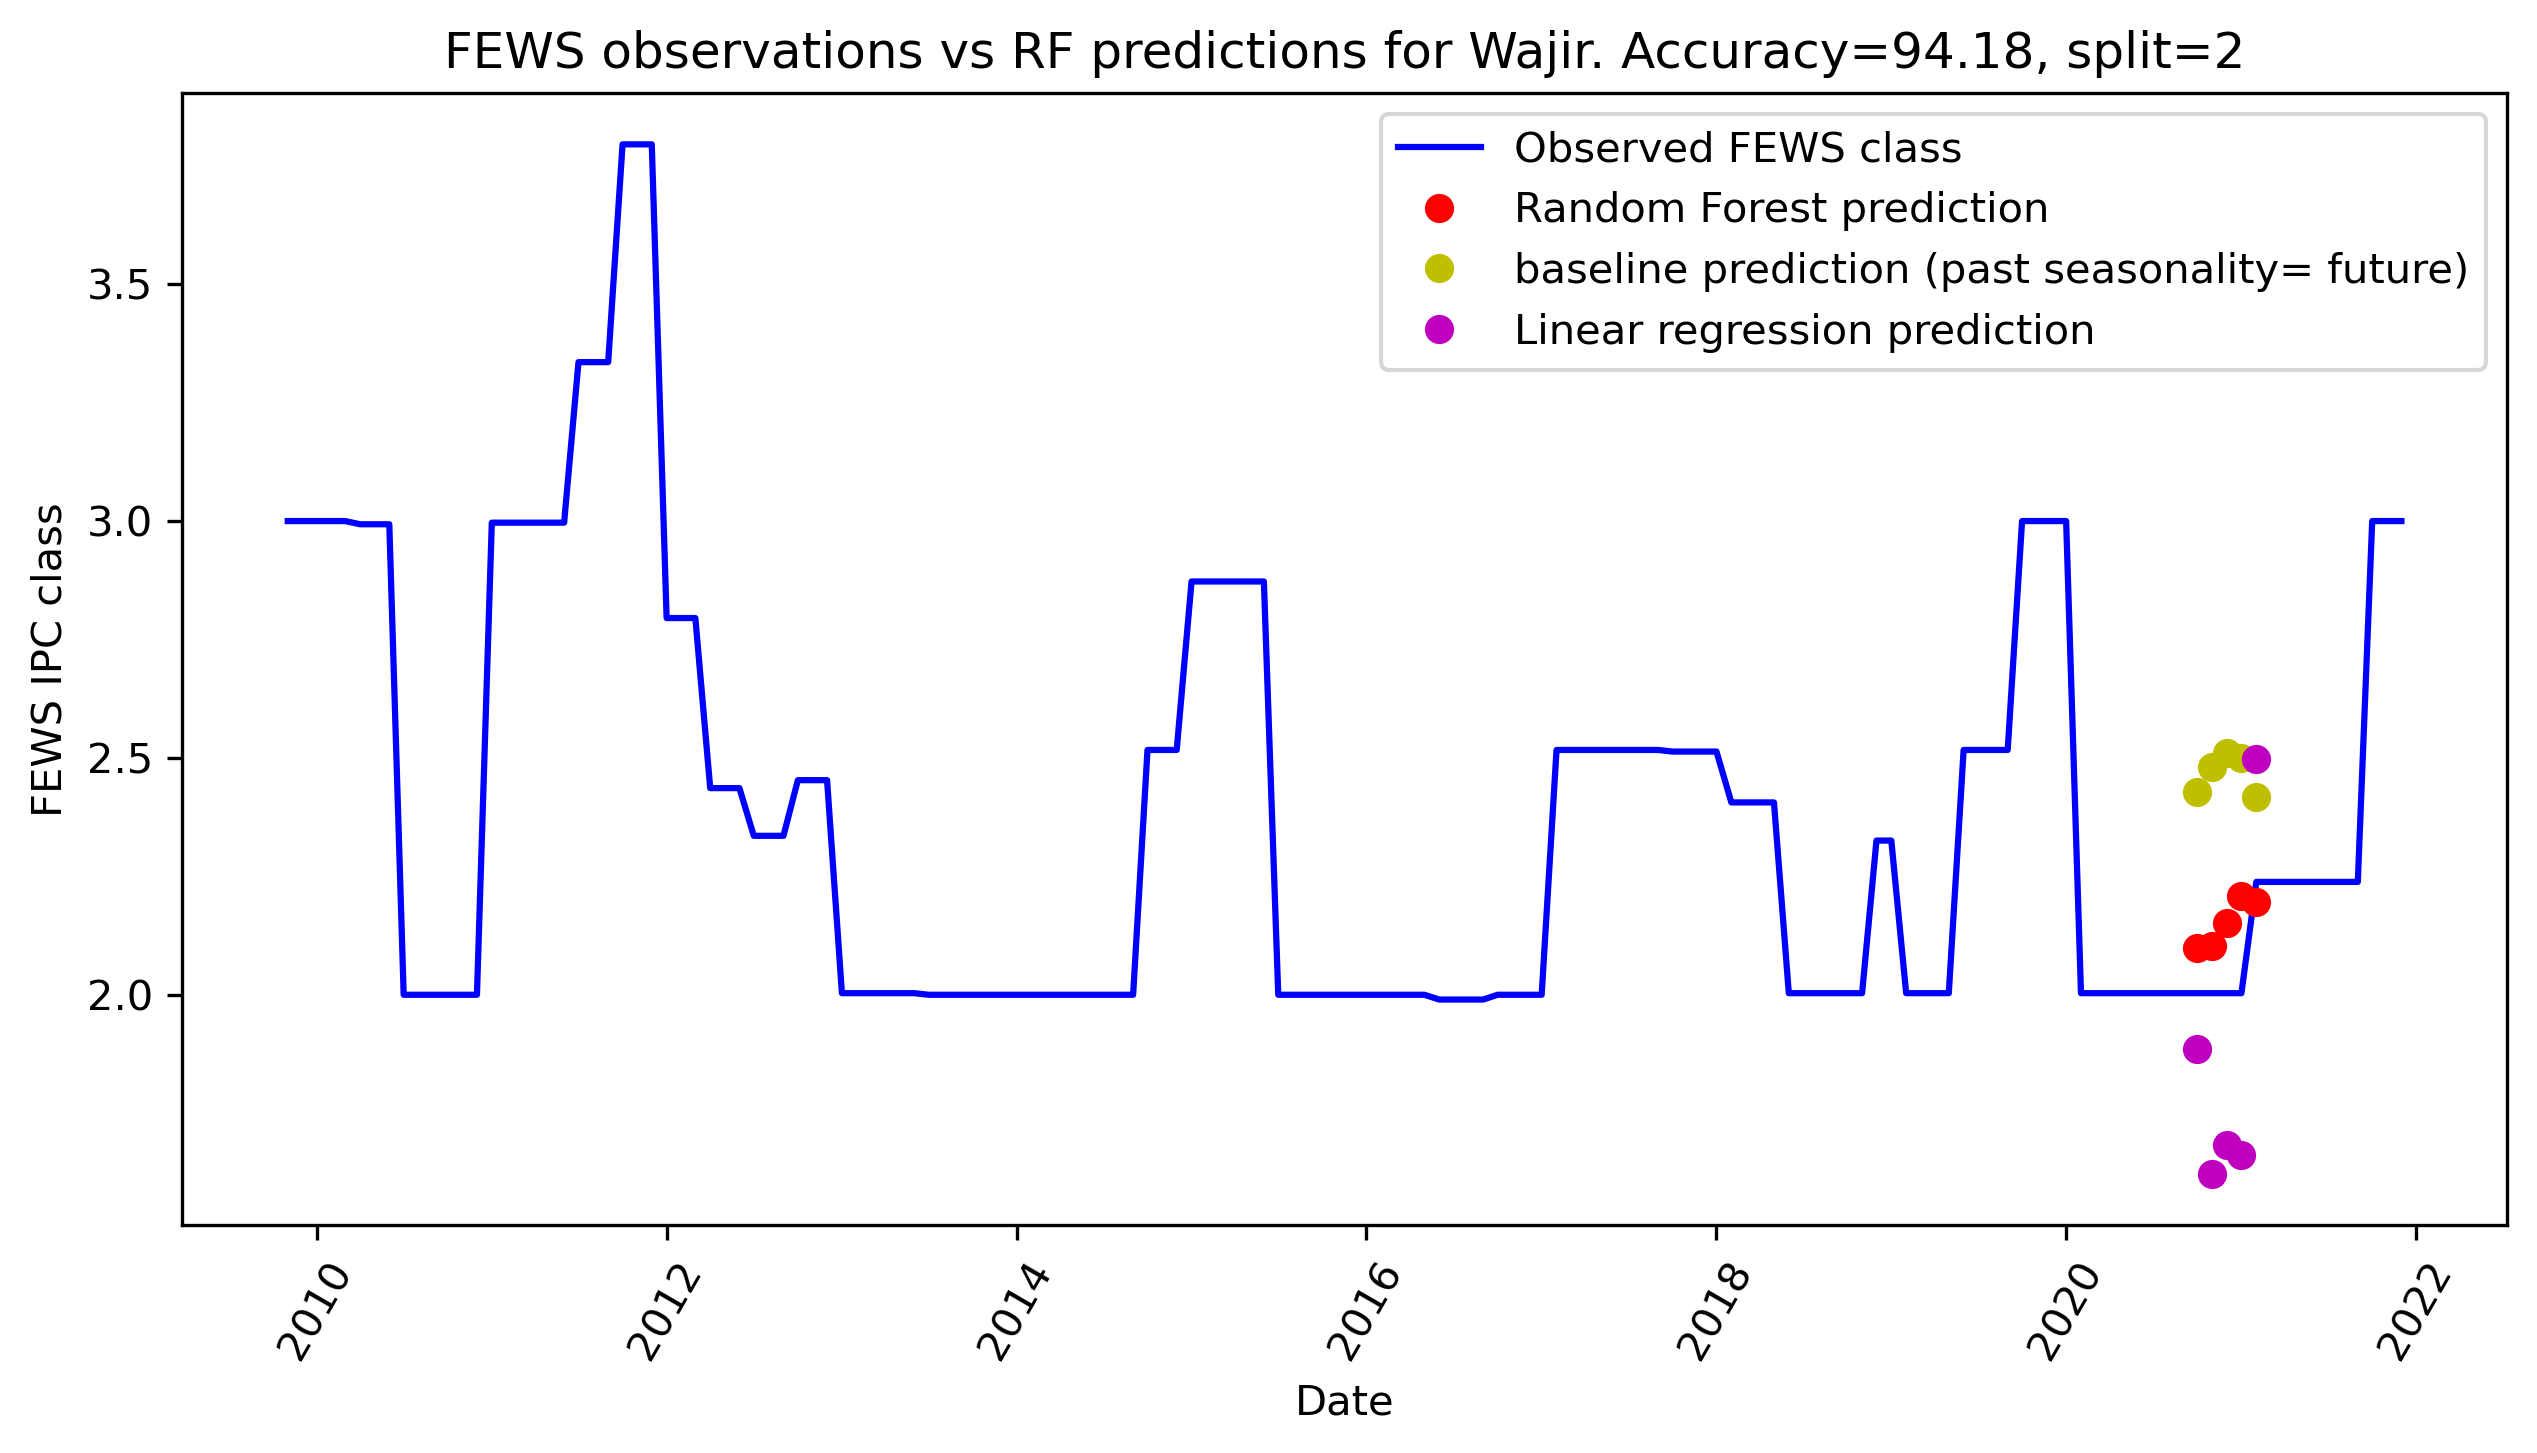 FEWS observations vs RF predictions for Wajir. Accuracy=94.18, split=2
Observed FEWS class
Random Forest prediction
baseline prediction (past seasonality= future)
Linear regression prediction
FEWS IPC class
3.5
3.0
2.5
2.0
2010
2012
2014
2016
2018
2020
2022
Date